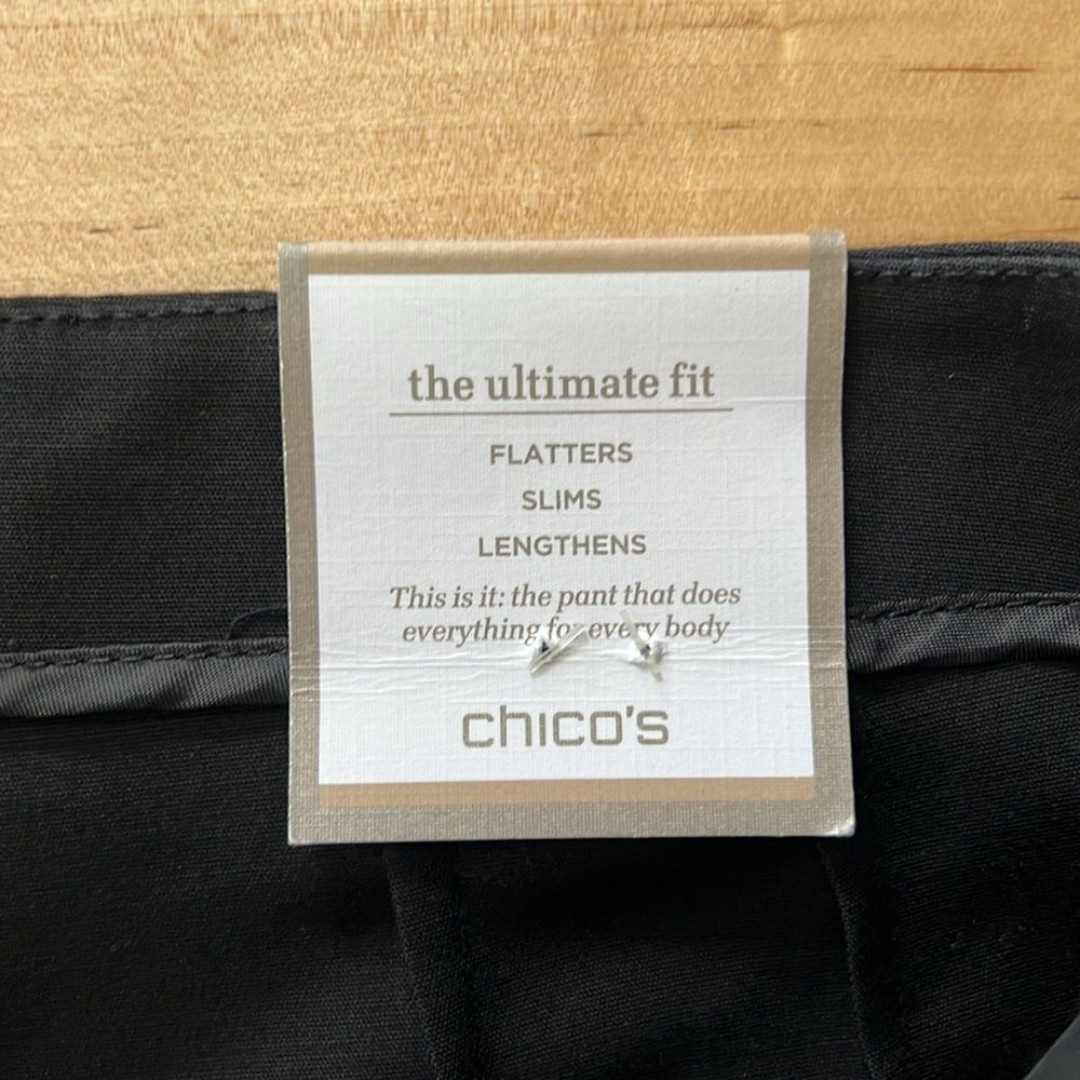 the ultimate fit
FLATTERS
SLIMS
LENGTHENS
This is it: the pant that does
everything for every body
chico's